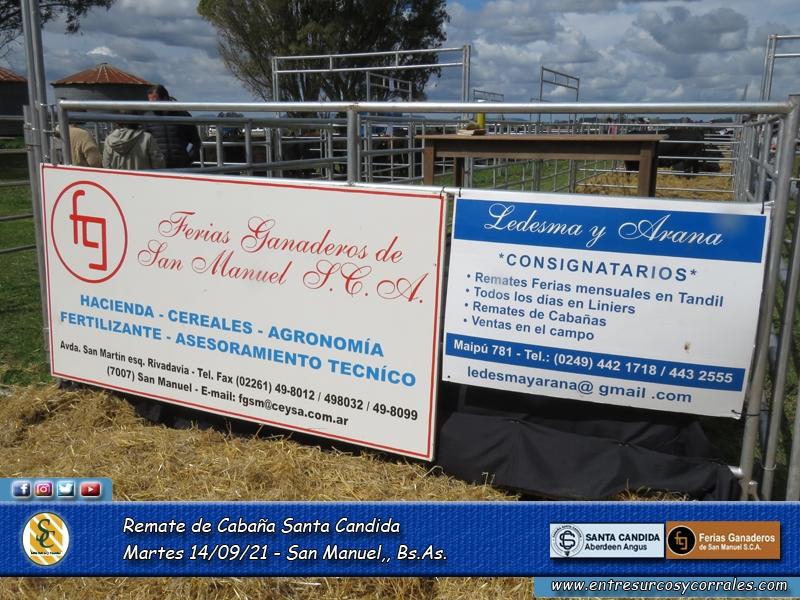 fg
Ferias Ganaderos de
San Manuel S.C.A.
HACIENDA - CEREALES - AGRONOMÍA
FERTILIZANTE - ASESORAMIENTO TECNÍCO
Avda. San Martín esq. Rivadavia - Tel. Fax (02261) 49-8012 / 498032 / 49-8099
(7007) San Manuel - E-mail: fgsm@ceysa.com.ar
Ledesma y Arana
*CONSIGNATARIOS*
• Remates Ferias mensuales en Tandil
• Todos los días en Liniers
• Remates de Cabañas
• Ventas en el campo
Maipú 781 - Tel.: (0249) 442 1718 / 443 2555
ledesmayarana@ gmail .com
Remate de Cabaña Santa Candida
Martes 14/09/21 - San Manuel,, Bs.As.
SANTA CANDIDA
Aberdeen Angus
fg
Ferias Ganaderos
de San Manuel S.C.A.
www.entresurcosycorrales.com